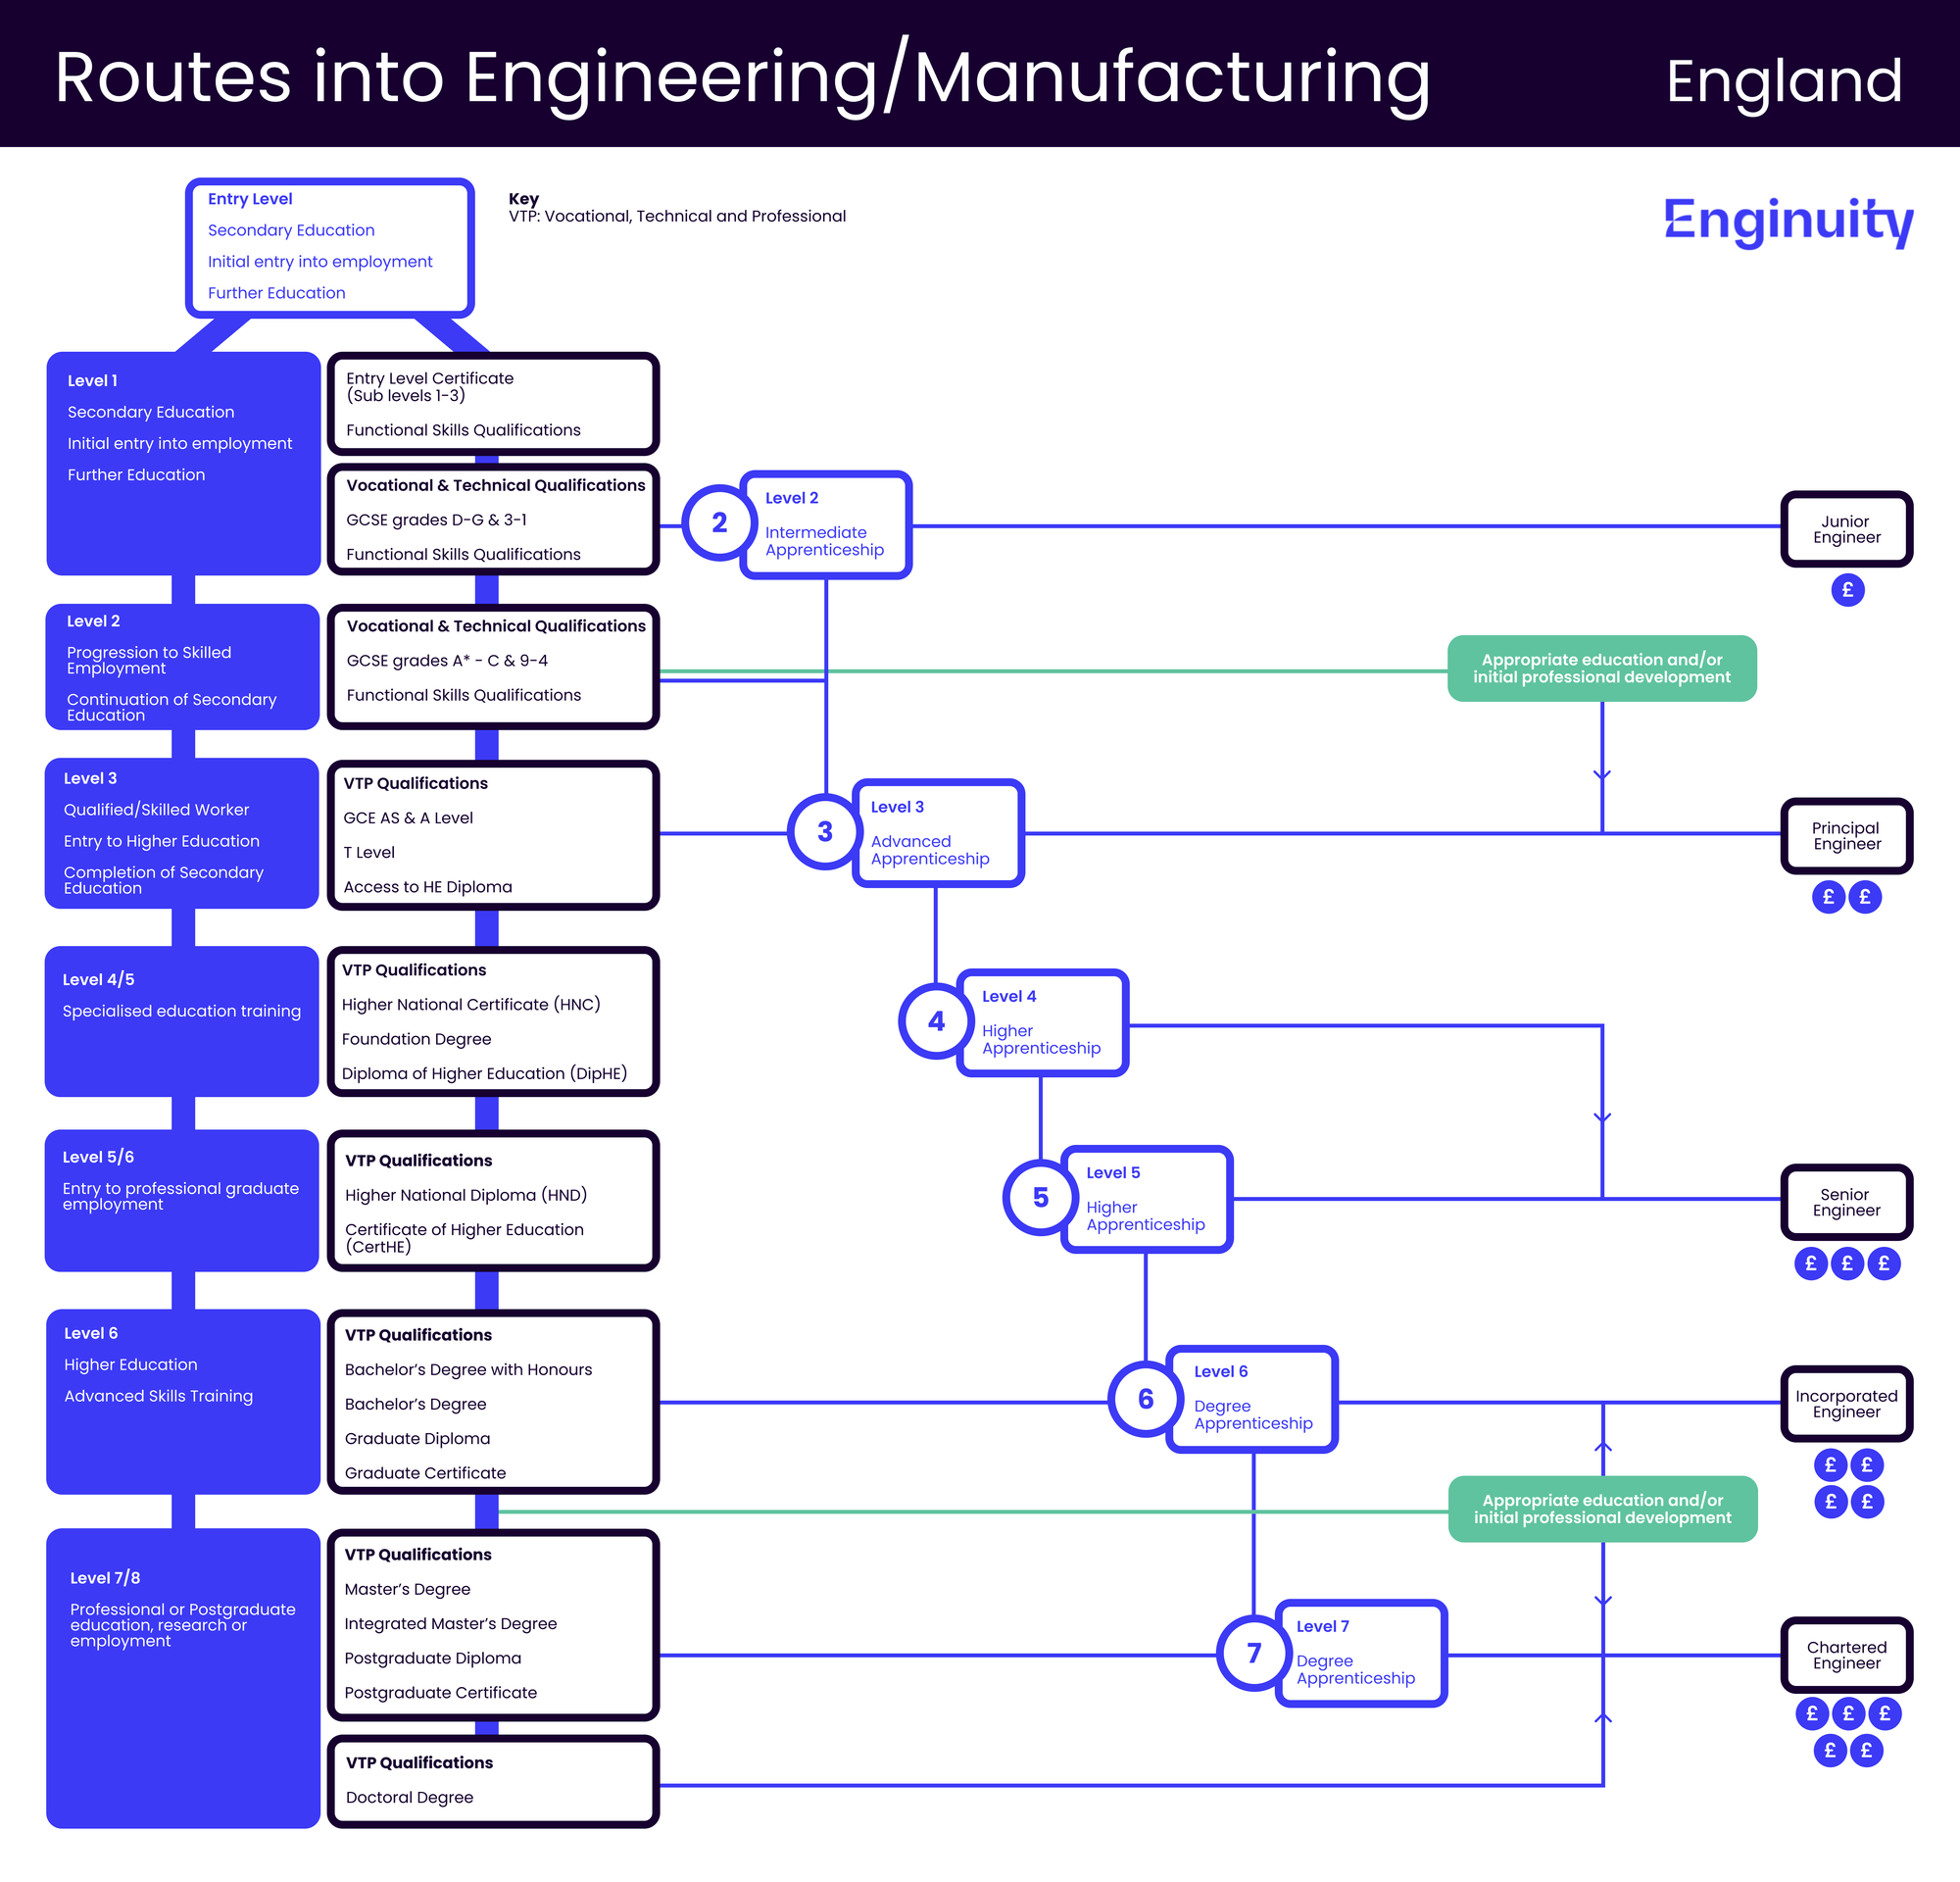 Routes into Engineering/Manufacturing
England
Entry Level
Secondary Education
Initial entry into employment
Further Education
Key
VTP: Vocational, Technical and Professional
Enginuity
Level 1
Secondary Education
Initial entry into employment
Further Education
Entry Level Certificate
(Sub levels 1-3)
Functional Skills Qualifications
Vocational & Technical Qualifications
GCSE grades D-G & 3-1
Functional Skills Qualifications
2
Level 2
Intermediate
Apprenticeship
Junior
Engineer
£
Level 2
Progression to Skilled
Employment
Continuation of Secondary
Education
Vocational & Technical Qualifications
GCSE grades A* - C & 9-4
Functional Skills Qualifications
Appropriate education and/or
initial professional development
Level 3
Qualified/Skilled Worker
Entry to Higher Education
Completion of Secondary
Education
VTP Qualifications
GCE AS & A Level
T Level
Access to HE Diploma
3
Level 3
Advanced
Apprenticeship
Principal
Engineer
£ £
Level 4/5
Specialised education training
VTP Qualifications
Higher National Certificate (HNC)
Foundation Degree
Diploma of Higher Education (DipHE)
4
Level 4
Higher
Apprenticeship
Level 5/6
Entry to professional graduate
employment
VTP Qualifications
Higher National Diploma (HND)
Certificate of Higher Education
(CertHE)
5
Level 5
Higher
Apprenticeship
Senior
Engineer
£ £ £
Level 6
Higher Education
Advanced Skills Training
VTP Qualifications
Bachelor's Degree with Honours
Bachelor's Degree
Graduate Diploma
Graduate Certificate
6
Level 6
Degree
Apprenticeship
Incorporated
Engineer
£ £
£ £
Appropriate education and/or
initial professional development
Level 7/8
Professional or Postgraduate
education, research or
employment
VTP Qualifications
Master's Degree
Integrated Master's Degree
Postgraduate Diploma
Postgraduate Certificate
7
Level 7
Degree
Apprenticeship
Chartered
Engineer
£ £ £
£ £
VTP Qualifications
Doctoral Degree